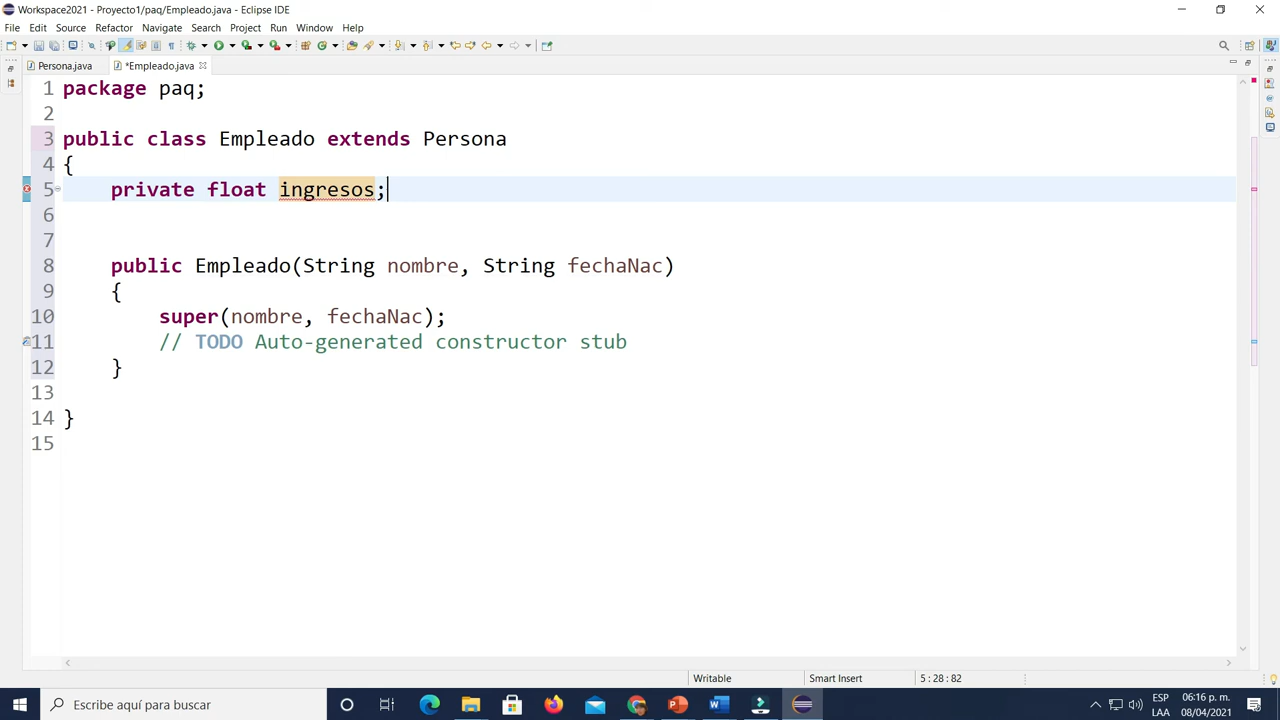 Workspace2021 - Proyecto1/paq/Empleado.java - Eclipse IDE
File Edit Source Refactor Navigate Search Project Run Window Help
Persona.java *Empleado.java
1 package paq;
2
3 public class Empleado extends Persona
4 {
5 private float ingresos;
6
7
8 public Empleado(String nombre, String fechaNac)
9 {
10 super(nombre, fechaNac);
11 // TODO Auto-generated constructor stub
12 }
13
14 }
15
Writable Smart Insert 5 : 28 : 82
Escribe aquí para buscar
ESP 06:16 p. m.
LAA 08/04/2021